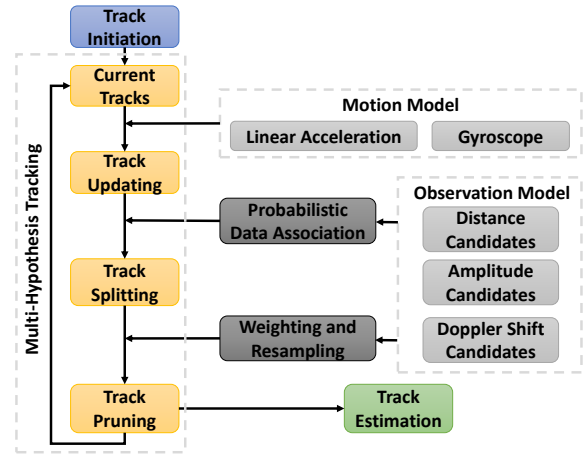 Track
Initiation
Multi-Hypothesis Tracking
Current
Tracks
Motion Model
Linear Acceleration
Gyroscope
Track
Updating
Observation Model
Probabilistic
Data Association
Distance
Candidates
Track
Splitting
Amplitude
Candidates
Weighting and
Resampling
Doppler Shift
Candidates
Track
Pruning
Track
Estimation